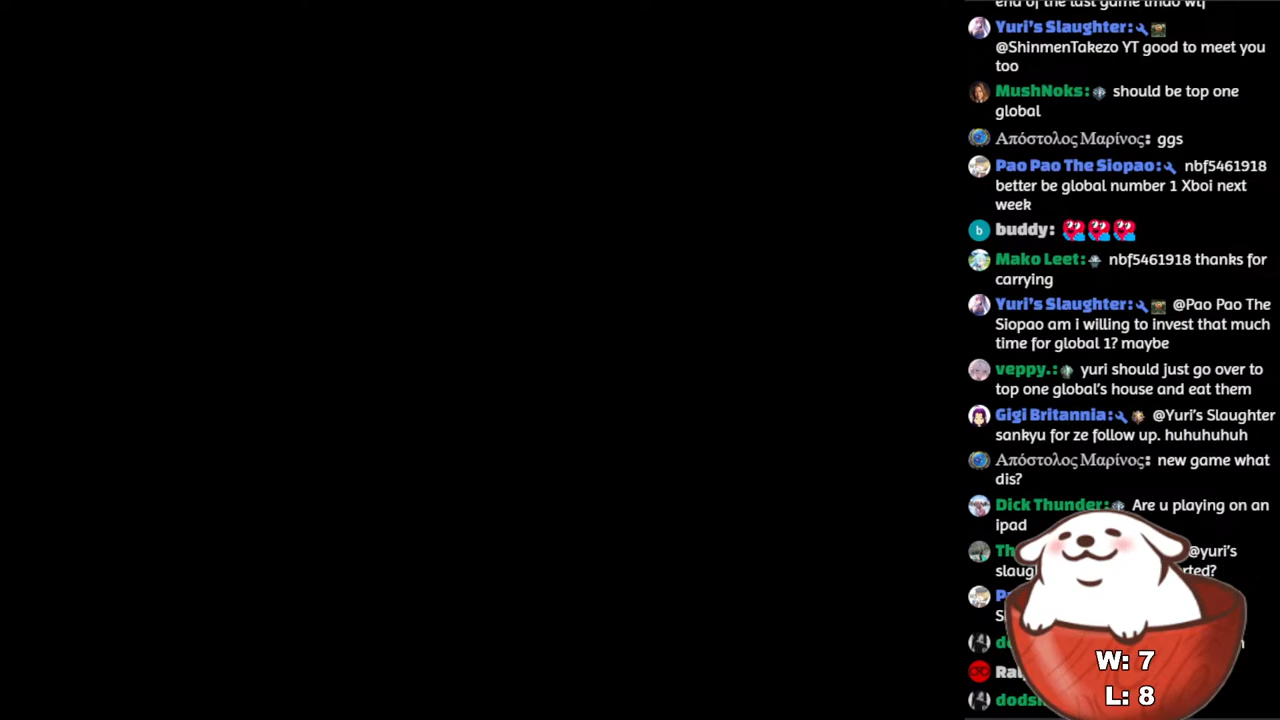 end of the last game lmao wtf
Yuri's Slaughter:
@ShinmenTakezo YT good to meet you
too
MushNoks: should be top one
global
Απόστολος Μαρίνος: ggs
Pao Pao The Siopao: nbf5461918
better be global number 1 Xboi next
week
b buddy:
Mako Leet: nbf5461918 thanks for
carrying
Yuri's Slaughter: @Pao Pao The
Siopao am i willing to invest that much
time for global 1? maybe
veppy.: yuri should just go over to
top one global's house and eat them
Gigi Britannia: @Yuri's Slaughter
sankyu for ze follow up. huhuhuhuh
Απόστολος Μαρίνος: new game what
dis?
Dick Thunder: Are u playing on an
ipad
@yuri's
W: 7
L: 8